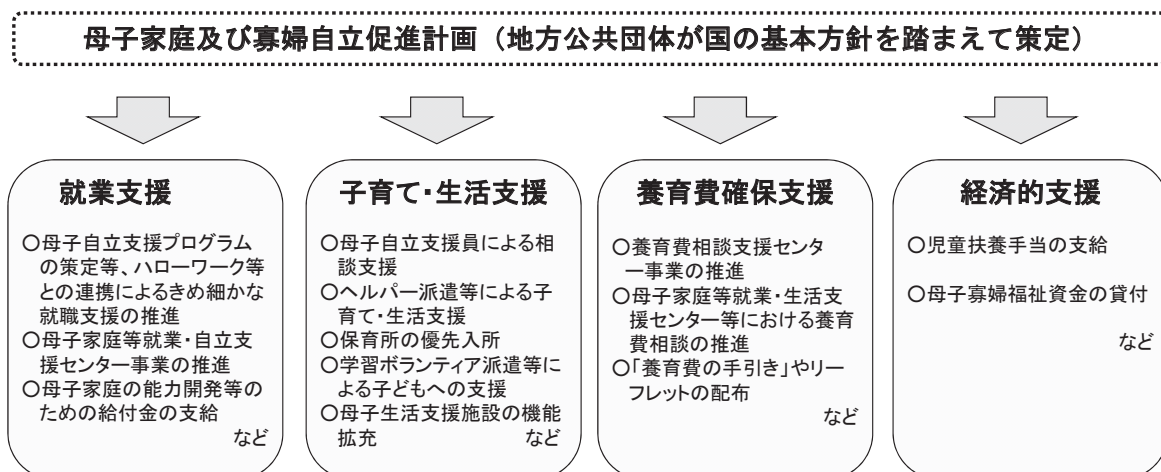 母子家庭及び寡婦自立促進計画（地方公共団体が国の基本方針を踏まえて策定）
就業支援
○母子自立支援プログラム
の策定等、ハローワーク等
との連携によるきめ細かな
就職支援の推進
○母子家庭等就業・自立支
援センター事業の推進
○母子家庭の能力開発等の
ための給付金の支給
など
子育て・生活支援
○母子自立支援員による相
談支援
○ヘルパー派遣等による子
育て・生活支援
○保育所の優先入所
○学習ボランティア派遣等に
よる子どもへの支援
○母子生活支援施設の機能
拡充　など
養育費確保支援
○養育費相談支援センタ
ー事業の推進
○母子家庭等就業・生活支
援センター等における養育
費相談の推進
○「養育費の手引き」やリー
フレットの配布
など
経済的支援
○児童扶養手当の支給
○母子寡婦福祉資金の貸付
など